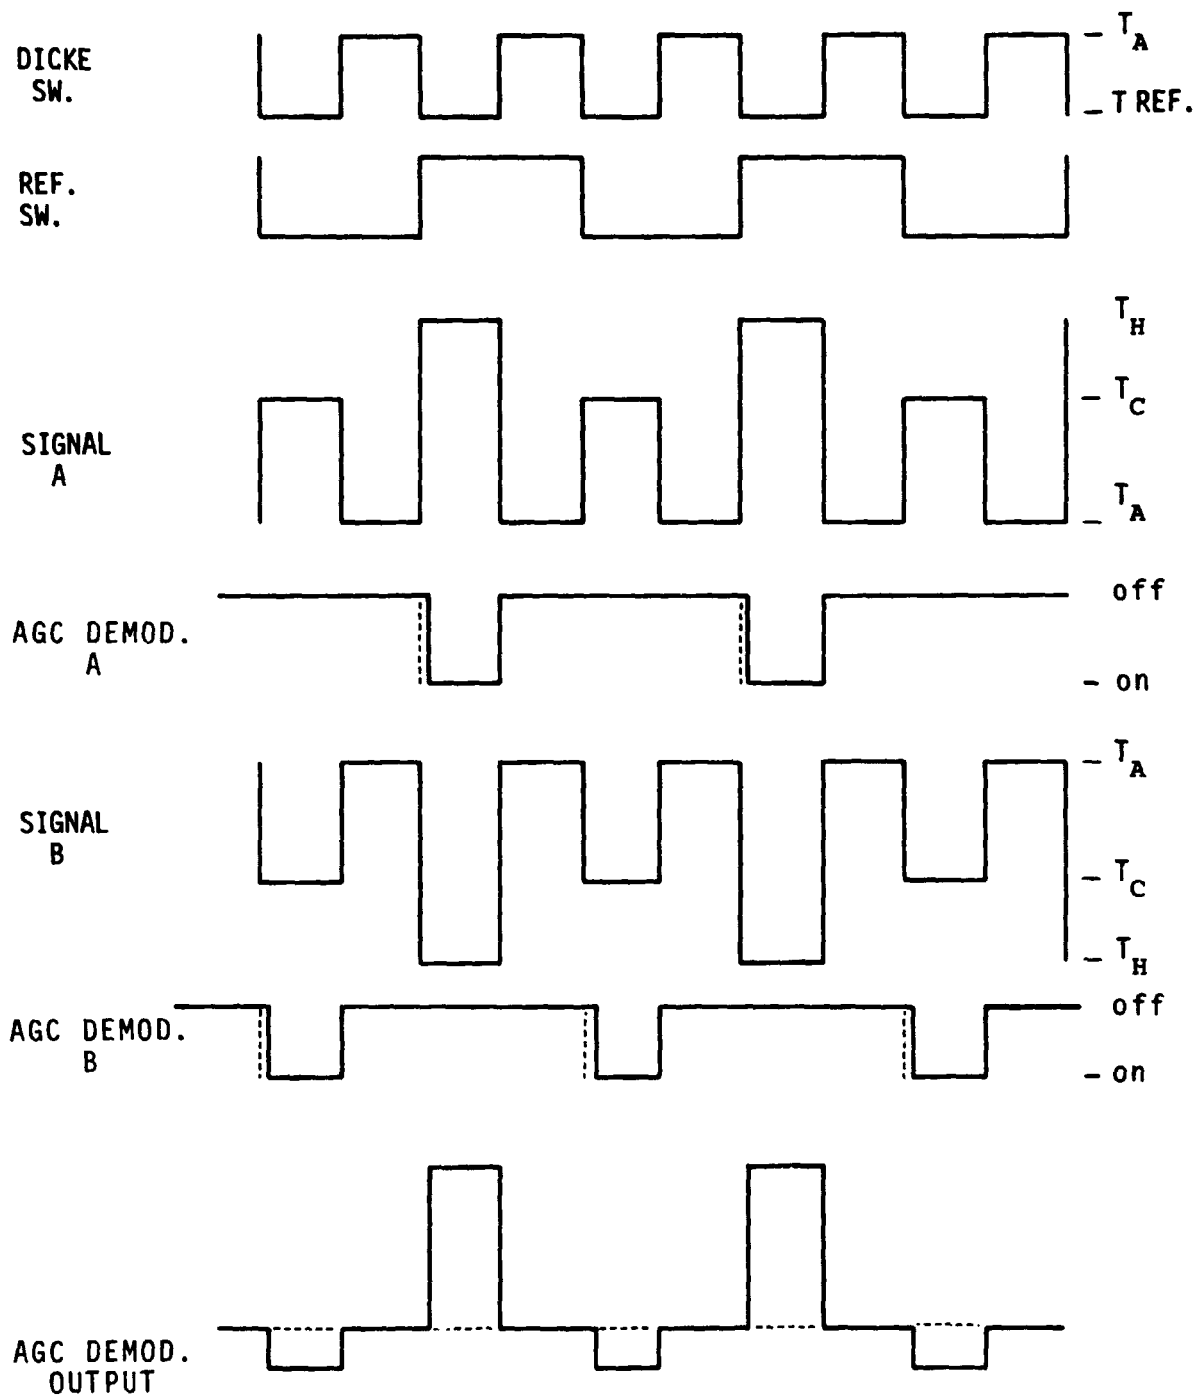 DICKE
SW.
T_A
T REF.
REF.
SW.
T_H
T_C
T_A
SIGNAL
A
off
AGC DEMOD.
A
on
T_A
SIGNAL
B
T_C
T_H
off
AGC DEMOD.
B
on
AGC DEMOD.
OUTPUT